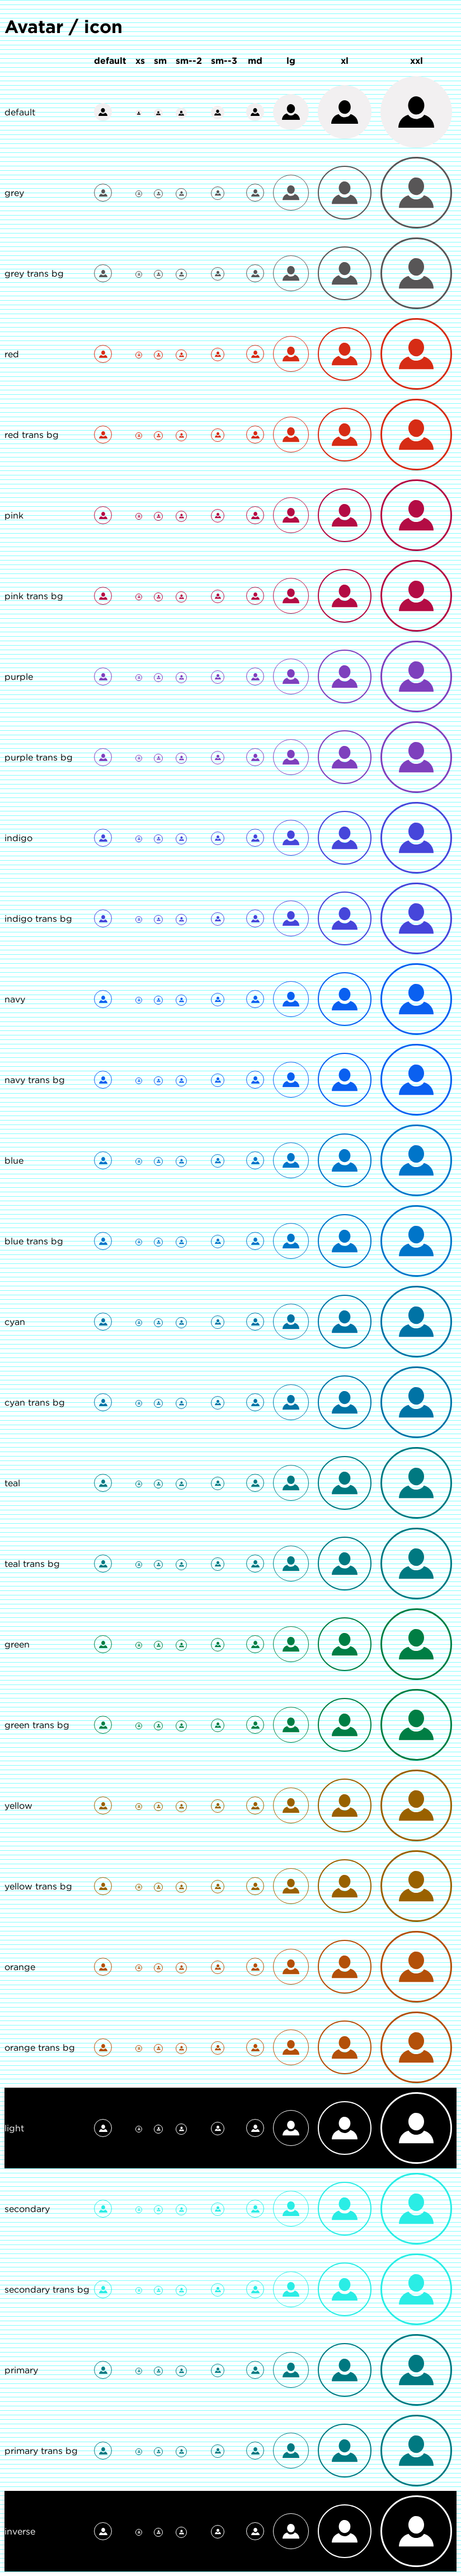 Avatar / icon
default xs sm sm--2 sm--3 md lg xl xxl
default
grey
grey trans bg
red
red trans bg
pink
pink trans bg
purple
purple trans bg
indigo
indigo trans bg
navy
navy trans bg
blue
blue trans bg
cyan
cyan trans bg
teal
teal trans bg
green
green trans bg
yellow
yellow trans bg
orange
orange trans bg
light
secondary
secondary trans bg
primary
primary trans bg
inverse